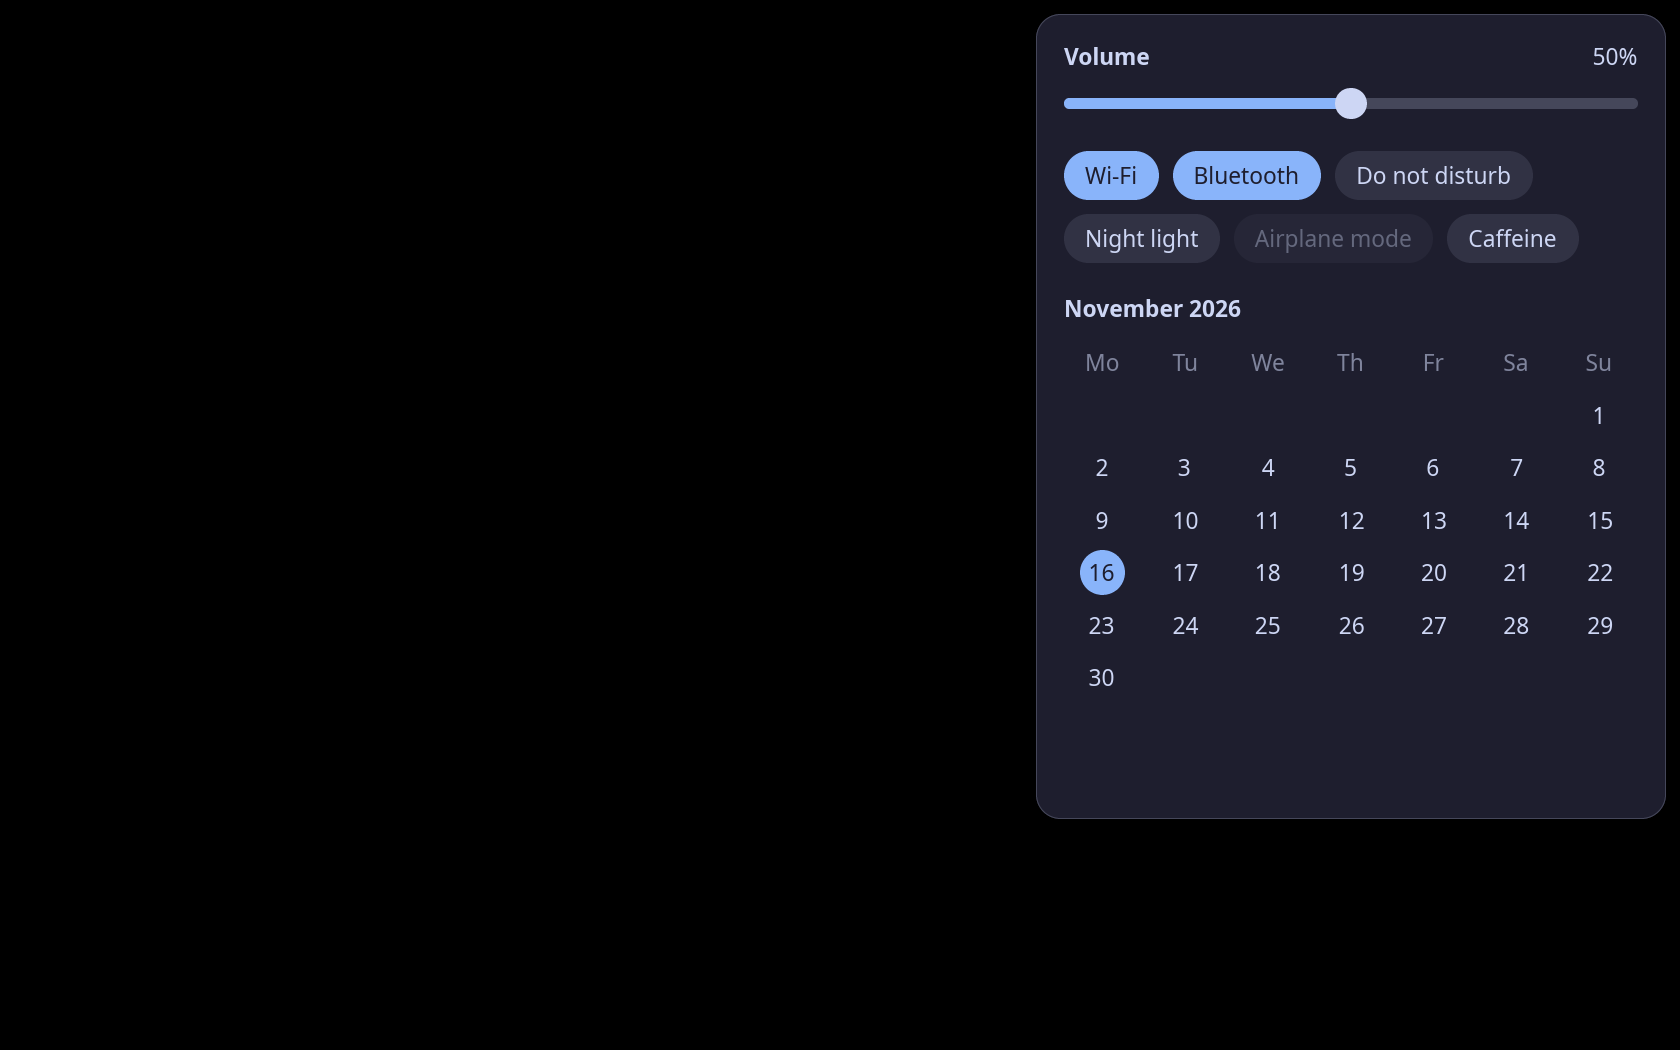 Volume 50%
Wi-Fi Bluetooth Do not disturb
Night light Airplane mode Caffeine
November 2026
Mo Tu We Th Fr Sa Su
1
2 3 4 5 6 7 8
9 10 11 12 13 14 15
16 17 18 19 20 21 22
23 24 25 26 27 28 29
30